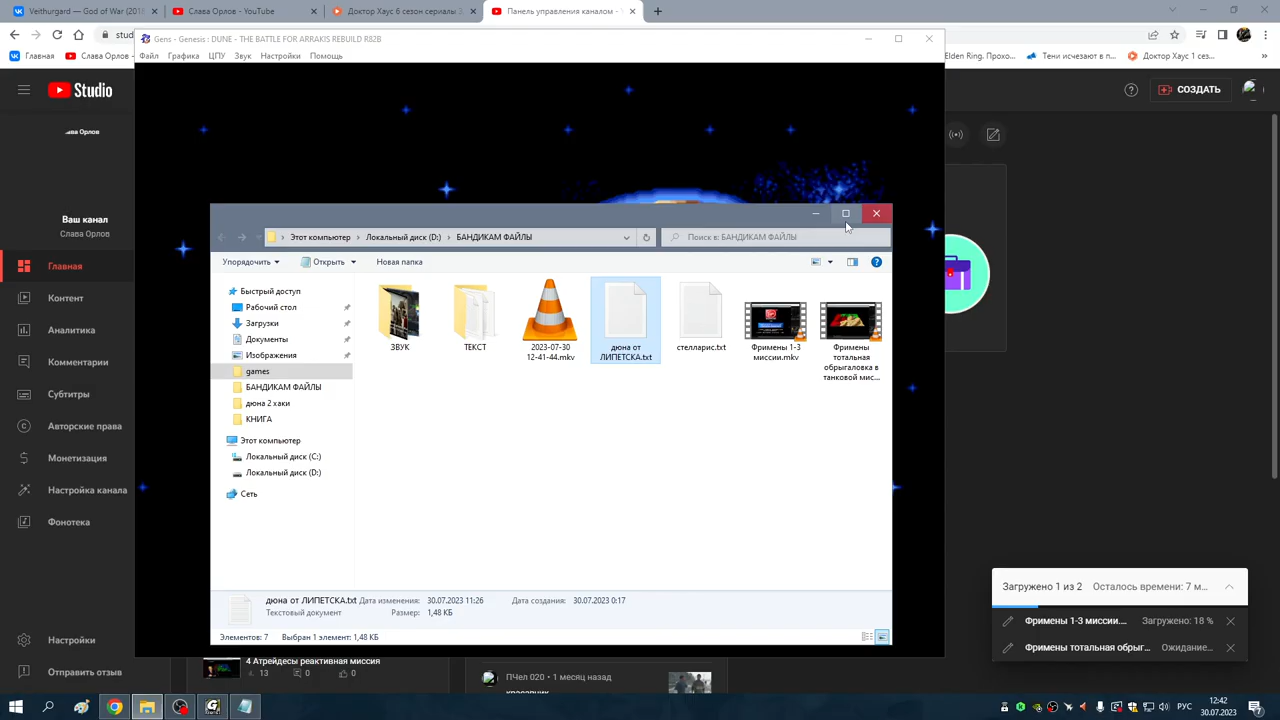 Veithurgard — God of War (2018)
Слава Орлов - YouTube
Доктор Хаус 6 сезон сериалы 3
Панель управления каналом -
Gens - Genesis : DUNE - THE BATTLE FOR ARRAKIS REBUILD R82B
Файл Графика ЦПУ Звук Настройки Помощь
Главная
Elden Ring. Прохо...
Тени исчезают в п...
Доктор Хаус 1 сез...
Studio
СОЗДАТЬ
ава Орлов
Ваш канал
Слава Орлов
Главная
Контент
Аналитика
Комментарии
Субтитры
Авторские права
Монетизация
Настройка канала
Фонотека
Настройки
Отправить отзыв
Этот компьютер
Локальный диск (D:)
БАНДИКАМ ФАЙЛЫ
Поиск в: БАНДИКАМ ФАЙЛЫ
Упорядочить
Открыть
Новая папка
Быстрый доступ
Рабочий стол
Загрузки
Документы
Изображения
games
БАНДИКАМ ФАЙЛЫ
дюна 2 хаки
КНИГА
Этот компьютер
Локальный диск (C:)
Локальный диск (D:)
Сеть
ЗВУК
ТЕКСТ
2023-07-30
12-41-44.mkv
дюна от
ЛИПЕТСКА.txt
стелларис.txt
Фримены 1-3
миссии.mkv
Фримены
тотальная
обрыгаловка в
танковой мис...
дюна от ЛИПЕТСКА.txt Дата изменения: 30.07.2023 11:26 Дата создания: 30.07.2023 0:17
Текстовый документ Размер: 1,48 КБ
Элементов: 7 Выбран 1 элемент: 1,48 КБ
Загружено 1 из 2 Осталось времени: 7 м...
Фримены 1-3 миссии.... Загружено: 18 %
Фримены тотальная обрыг... Ожидание...
4 Атрейдесы реактивная миссия
13 0 0
ПЧел 020 • 1 месяц назад
РУС
12:42
30.07.2023
7